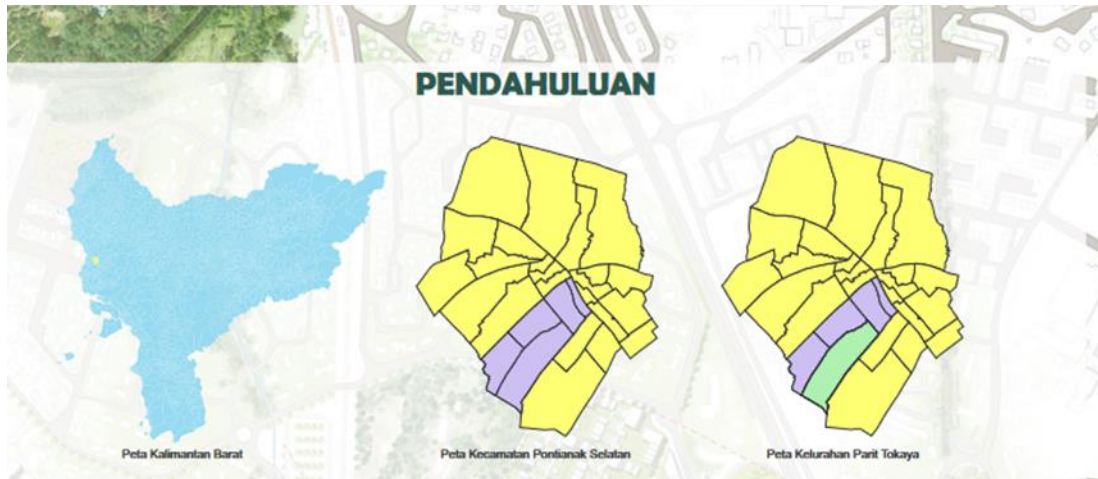 PENDAHULUAN
Peta Kalimantan Barat
Peta Kecamatan Pontianak Selatan
Peta Kelurahan Parit Tokaya